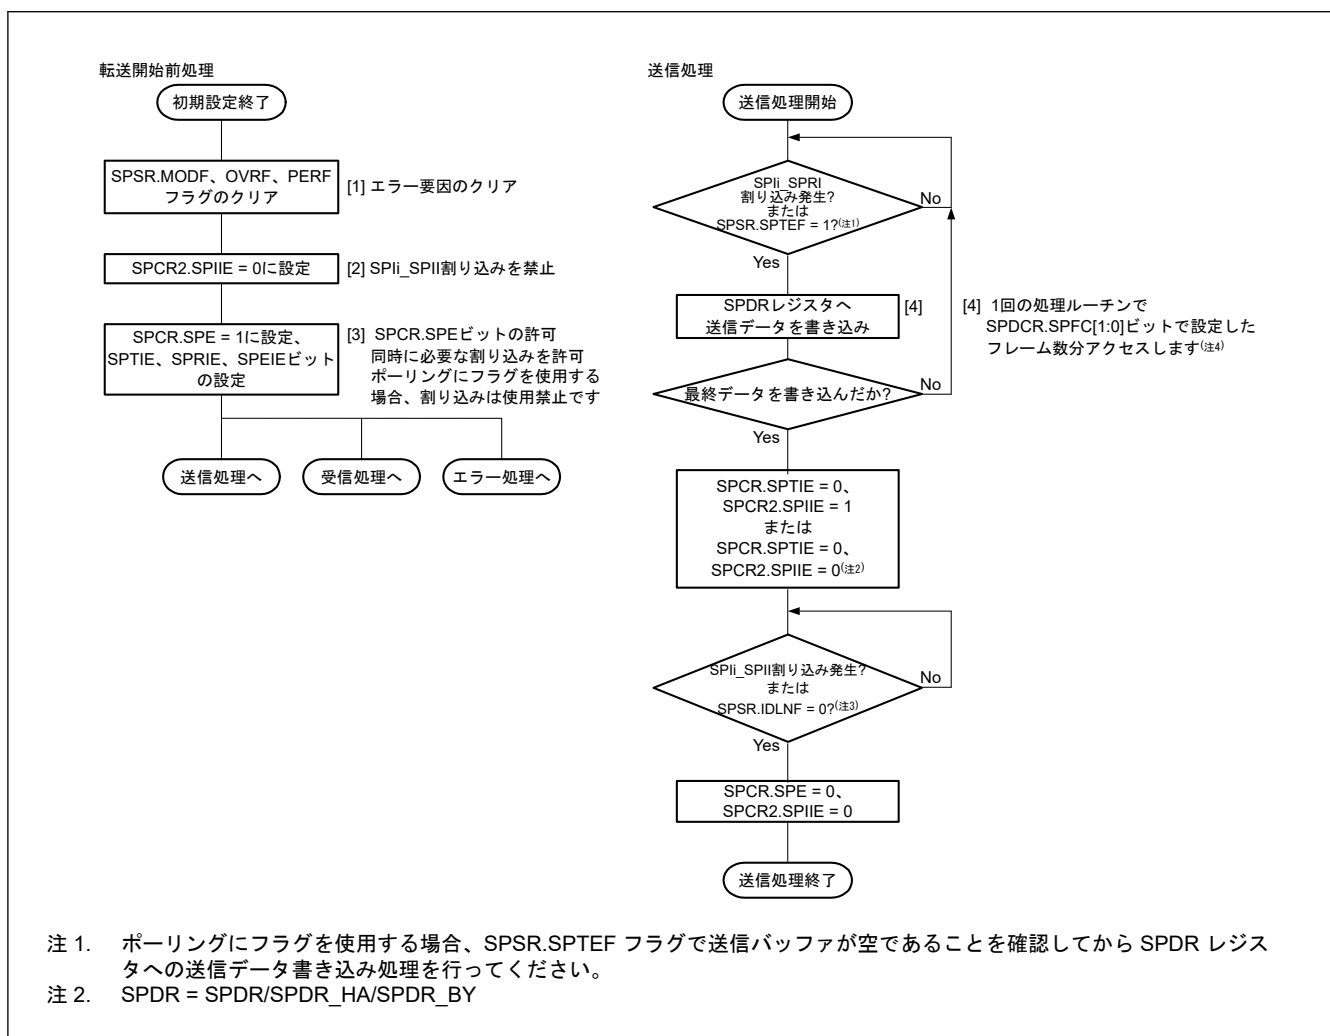 転送開始前処理
初期設定終了
SPSR.MODF、OVRF、PERF
フラグのクリア
[1] エラー要因のクリア
SPCR2.SPIIE = 0に設定
[2] SPIi_SPII割り込みを禁止
SPCR.SPE = 1に設定、
SPTIE、SPRIE、SPEIEビット
の設定
[3] SPCR.SPEビットの許可
同時に必要な割り込みを許可
ポーリングにフラグを使用する
場合、割り込みは使用禁止です
送信処理へ
受信処理へ
エラー処理へ
送信処理
送信処理開始
SPIi_SPRI
割り込み発生?
または
SPSR.SPTEF = 1?(注1)
No
Yes
SPDRレジスタへ
送信データを書き込み
[4]
[4] 1回の処理ルーチンで
SPDCR.SPFC[1:0]ビットで設定した
フレーム数分アクセスします(注4)
最終データを書き込んだか?
No
Yes
SPCR.SPTIE = 0、
SPCR2.SPIIE = 1
または
SPCR.SPTIE = 0、
SPCR2.SPIIE = 0(注2)
SPIi_SPII割り込み発生?
または
SPSR.IDLNF = 0?(注3)
No
Yes
SPCR.SPE = 0、
SPCR2.SPIIE = 0
送信処理終了
注 1. ポーリングにフラグを使用する場合、SPSR.SPTEF フラグで送信バッファが空であることを確認してから SPDR レジス
タへの送信データ書き込み処理を行ってください。
注 2. SPDR = SPDR/SPDR_HA/SPDR_BY